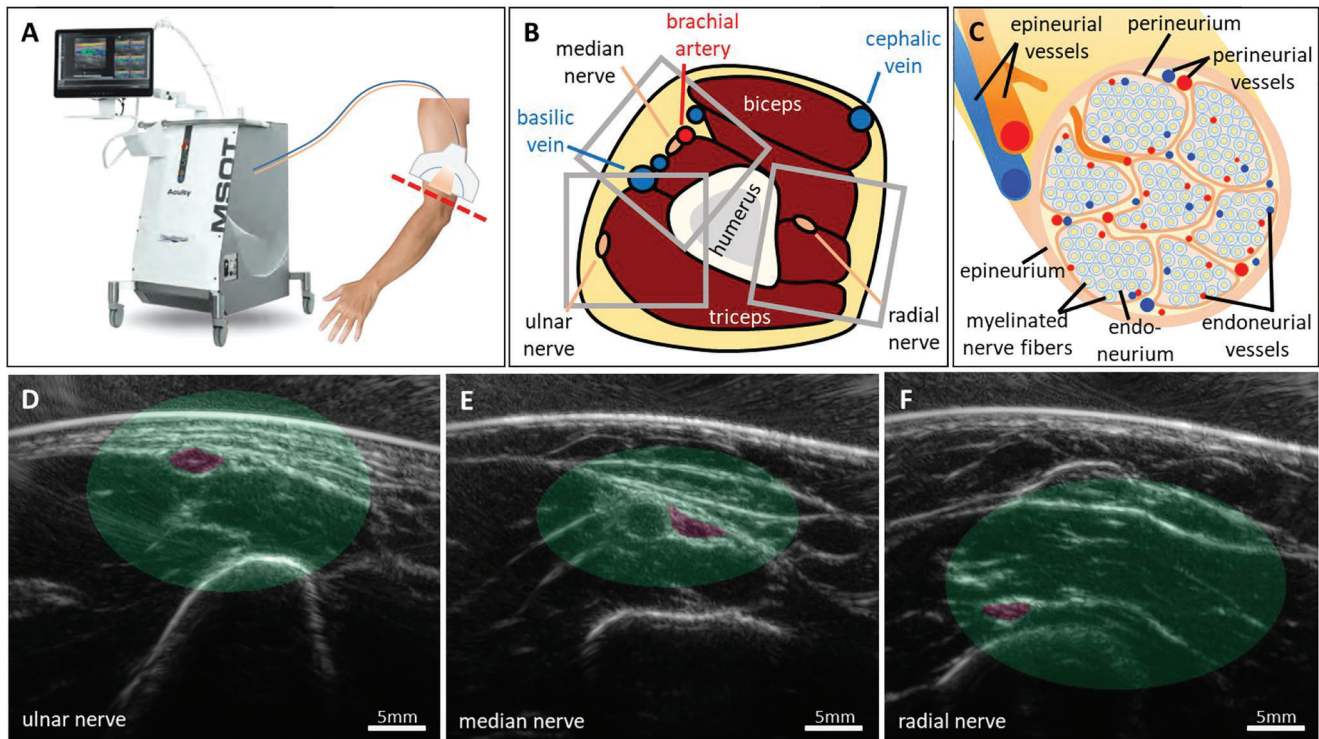 A
MSOT
Acuity
B
median
nerve
brachial
artery
cephalic
vein
basilic
vein
biceps
humerus
ulnar
nerve
triceps
radial
nerve
C
epineurial
vessels
perineurium
perineurial
vessels
epineurium
myelinated
nerve fibers
endo-
neurium
endoneurial
vessels
D
ulnar nerve
5mm
E
median nerve
5mm
F
radial nerve
5mm